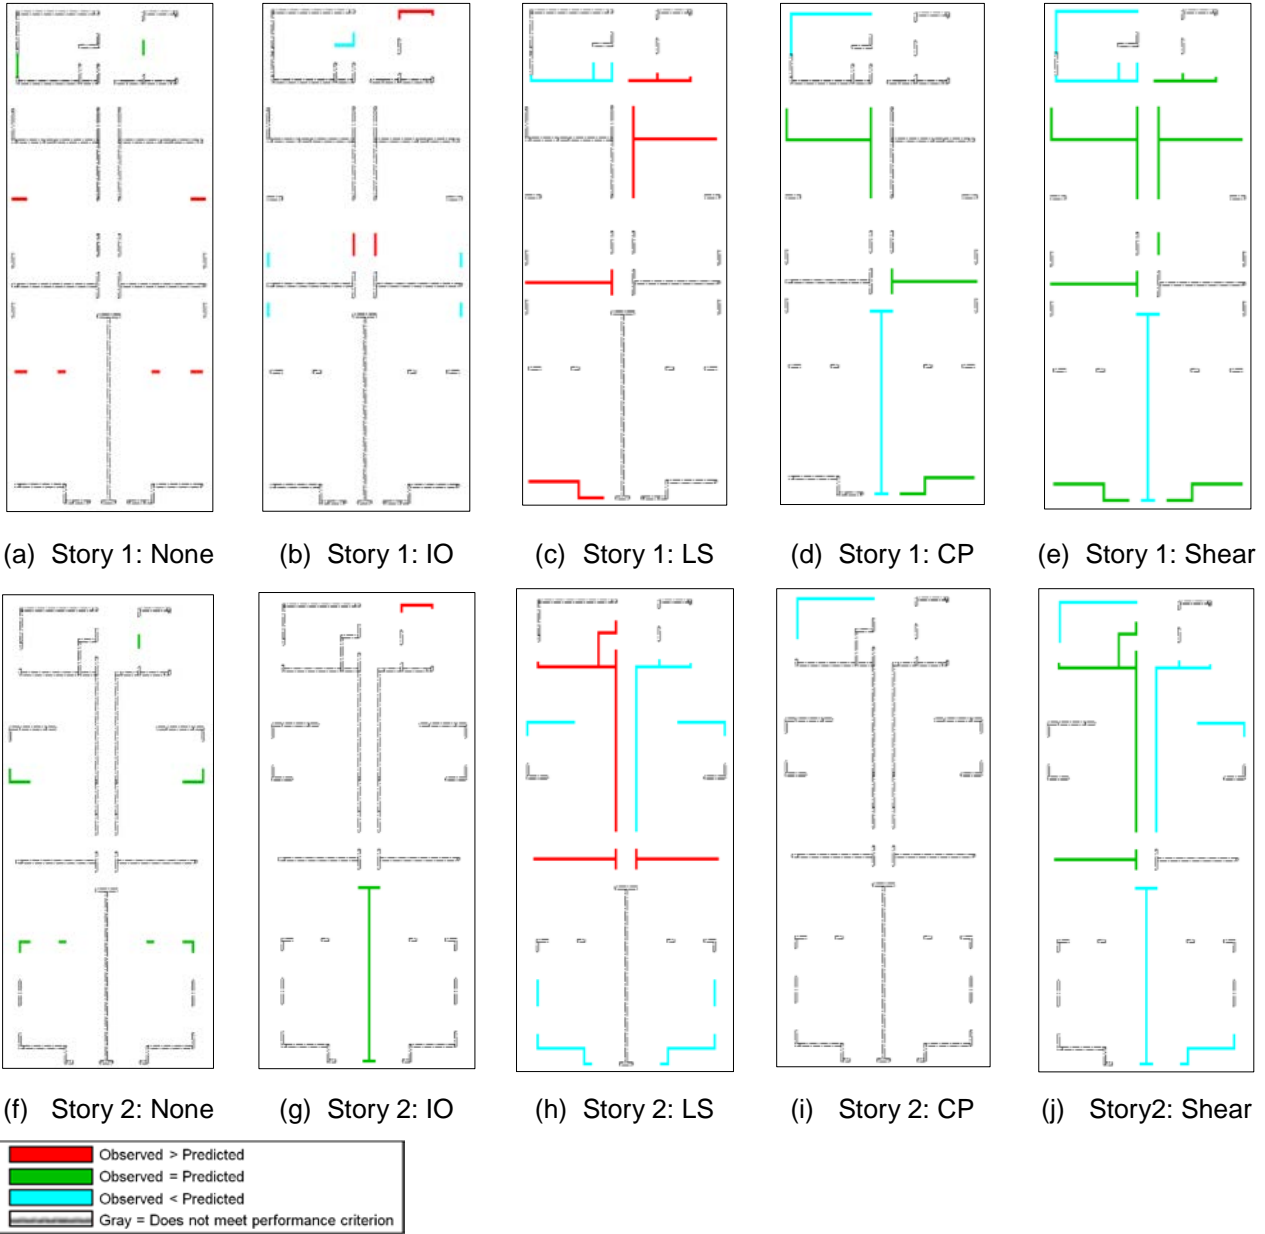 (a) Story 1: None
(b) Story 1: IO
(c) Story 1: LS
(d) Story 1: CP
(e) Story 1: Shear
(f) Story 2: None
(g) Story 2: IO
(h) Story 2: LS
(i) Story 2: CP
(j) Story2: Shear
Observed > Predicted
Observed = Predicted
Observed < Predicted
Gray = Does not meet performance criterion